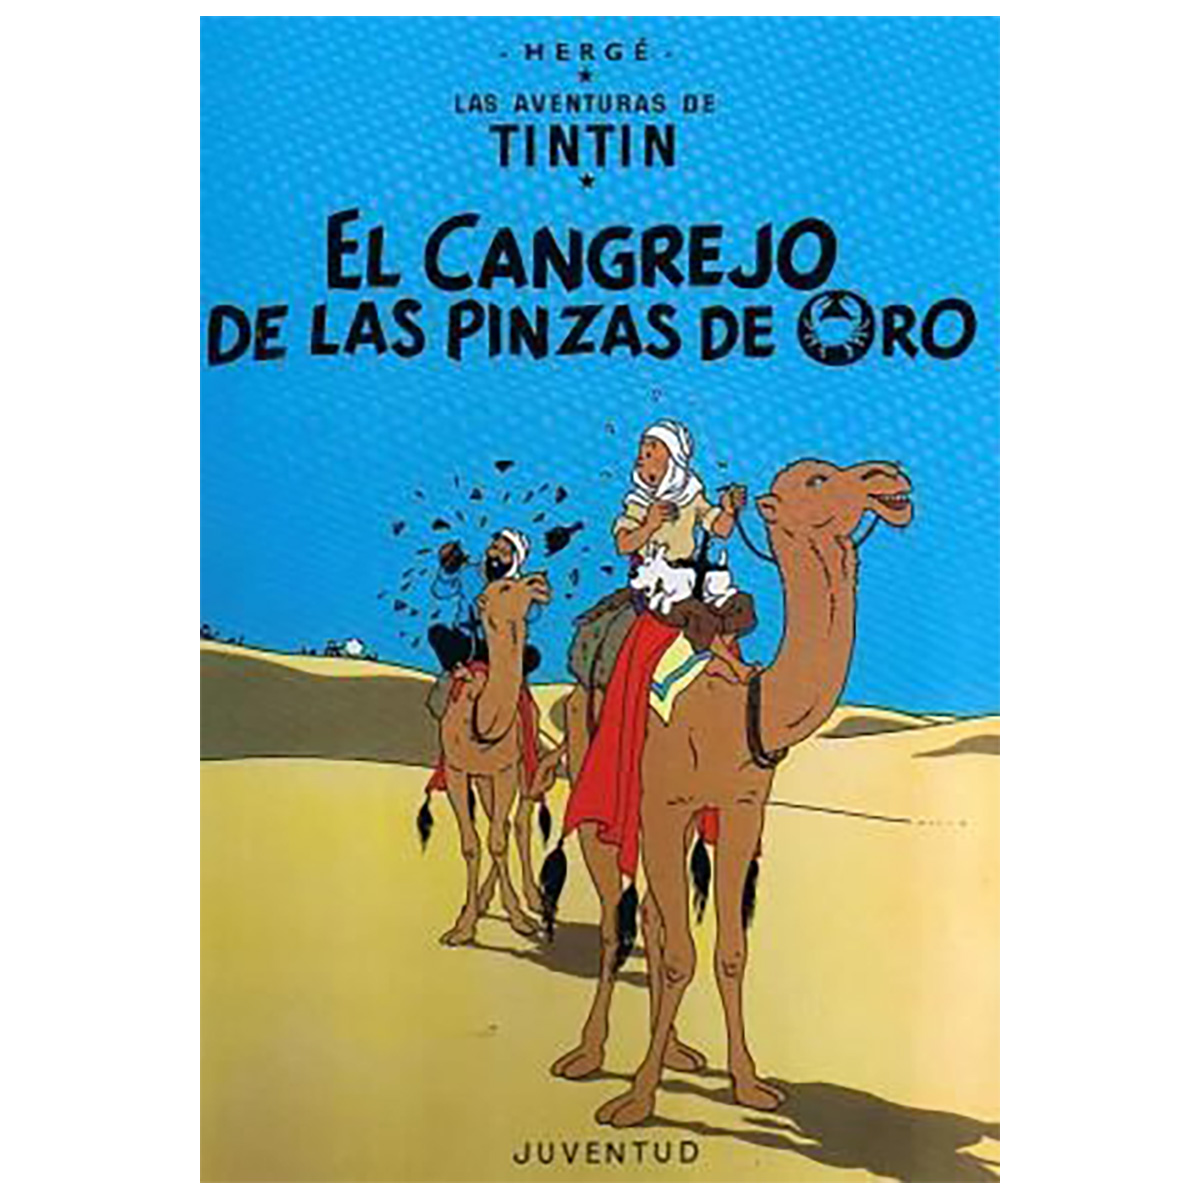 - HERGÉ -
LAS AVENTURAS DE
TINTIN
EL CANGREJO
DE LAS PINZAS DE ORO
JUVENTUD